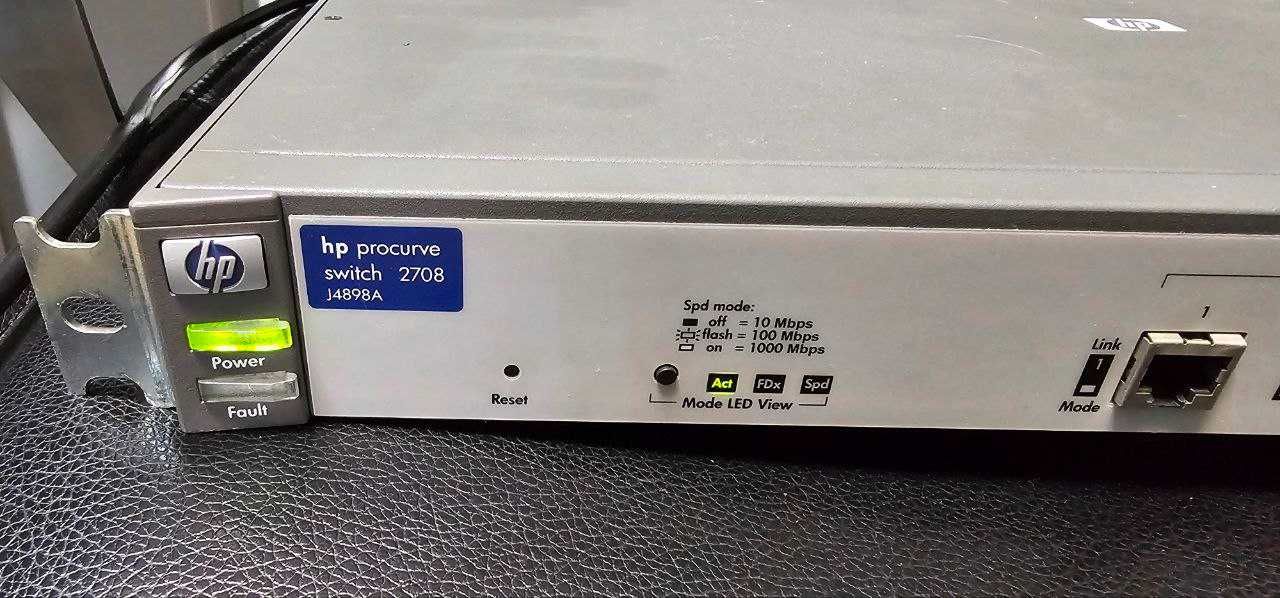 hp
hp
hp procurve
switch 2708
J4898A
Power
Fault
Reset
Spd mode:
off = 10 Mbps
flash = 100 Mbps
on = 1000 Mbps
Act FDx Spd
Mode LED View
1
Link
1
Mode